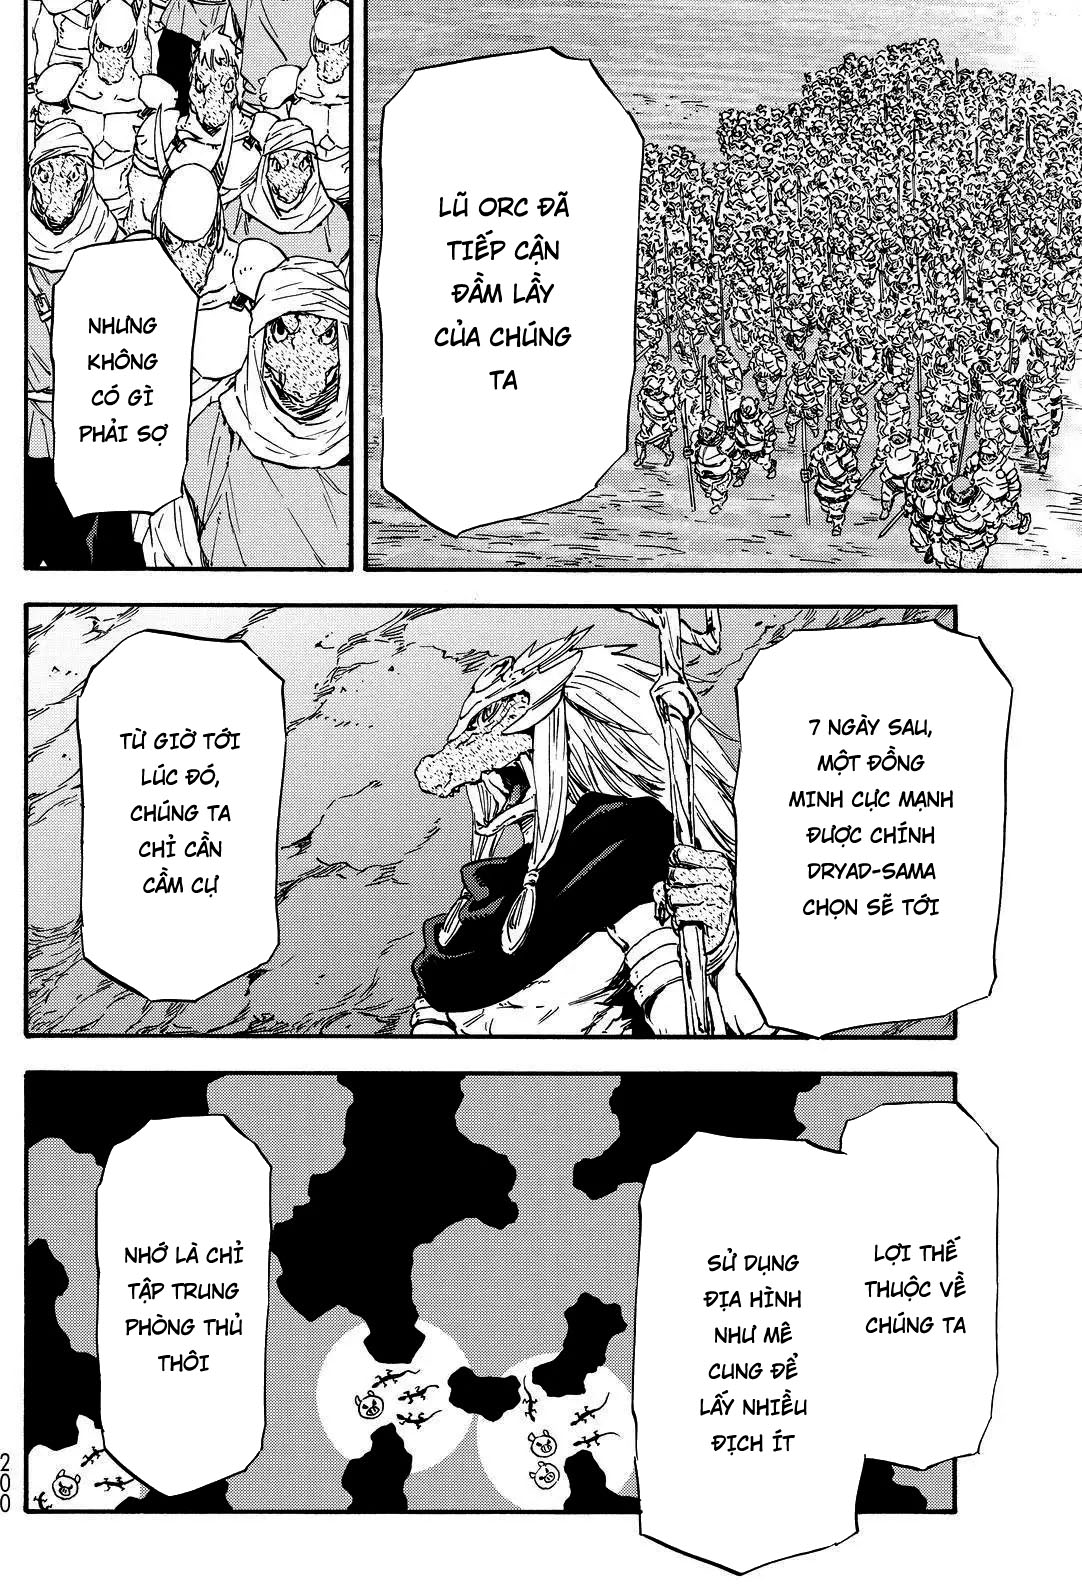 LŨ ORC ĐÃ
TIẾP CẬN
ĐẦM LẦY
CỦA CHÚNG
TA
NHƯNG
KHÔNG
CÓ GÌ
PHẢI SỢ
7 NGÀY SAU,
MỘT ĐỒNG
MINH CỰC MẠNH
ĐƯỢC CHÍNH
DRYAD-SAMA
CHỌN SẼ TỚI
TỪ GIỜ TỚI
LÚC ĐÓ,
CHÚNG TA
CHỈ CẦN
CẦM CỰ
LỢI THẾ
THUỘC VỀ
CHÚNG TA
SỬ DỤNG
ĐỊA HÌNH
NHƯ MÊ
CUNG ĐỂ
LẤY NHIỀU
ĐỊCH ÍT
NHỚ LÀ CHỈ
TẬP TRUNG
PHÒNG THỦ
THÔI
200